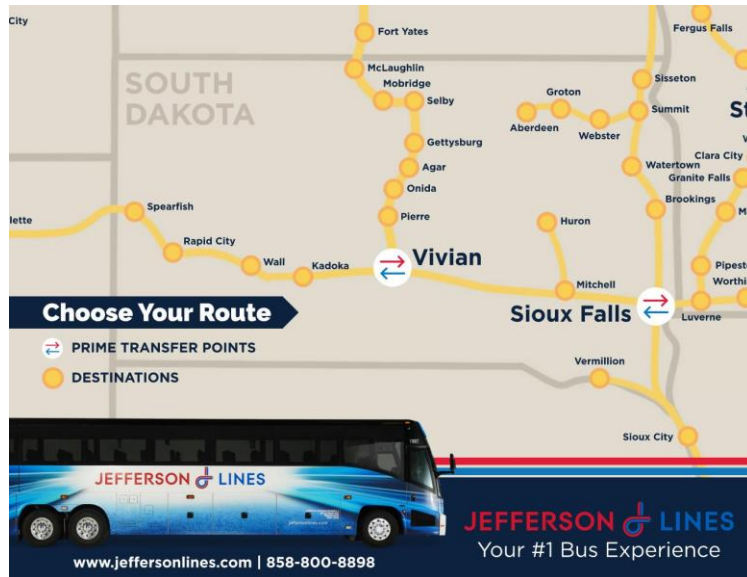 City
Fort Yates
Fergus Falls
McLaughlin
Mobridge
Selby
SOUTH
DAKOTA
Sisseton
Groton
Summit
Aberdeen
Webster
Gettysburg
Clara City
Watertown
Granite Falls
Agar
Onida
Brookings
Spearfish
Pierre
Huron
lette
Rapid City
Wall
Kadoka
Vivian
Mitchell
Sioux Falls
Luverne
Choose Your Route
PRIME TRANSFER POINTS
DESTINATIONS
Vermillion
Sioux City
JEFFERSON LINES
jeffersonlines.com
www.jeffersonlines.com | 858-800-8898
JEFFERSON LINES
Your #1 Bus Experience